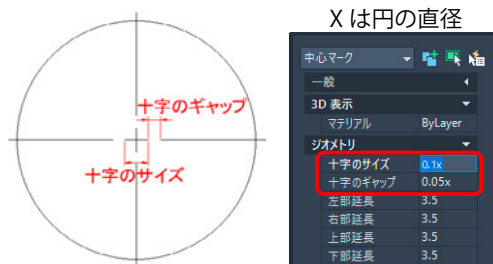 X は円の直径
十字のギャップ
十字のサイズ
中心マーク
一般
3D 表示
マテリアル ByLayer
ジオメトリ
十字のサイズ 0.1x
十字のギャップ 0.05x
左部延長 3.5
右部延長 3.5
上部延長 3.5
下部延長 3.5